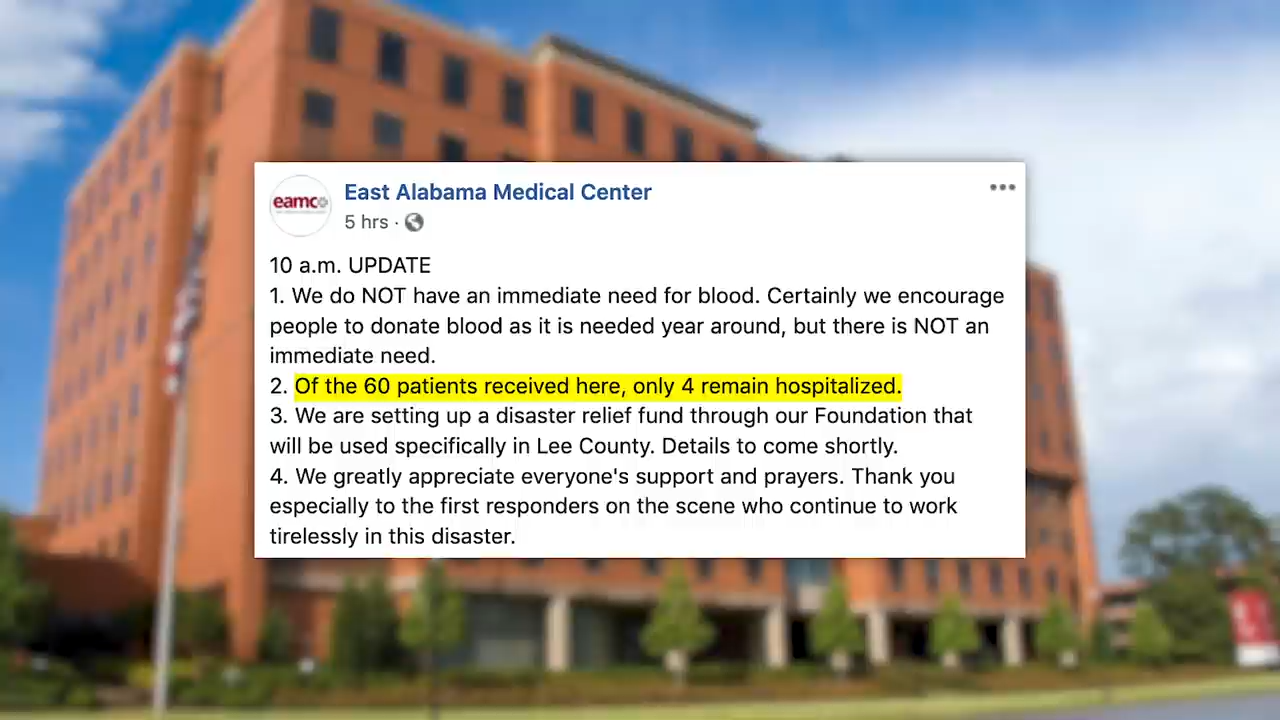 eamc
East Alabama Medical Center
5 hrs ·
10 a.m. UPDATE
1. We do NOT have an immediate need for blood. Certainly we encourage
people to donate blood as it is needed year around, but there is NOT an
immediate need.
2. Of the 60 patients received here, only 4 remain hospitalized.
3. We are setting up a disaster relief fund through our Foundation that
will be used specifically in Lee County. Details to come shortly.
4. We greatly appreciate everyone's support and prayers. Thank you
especially to the first responders on the scene who continue to work
tirelessly in this disaster.